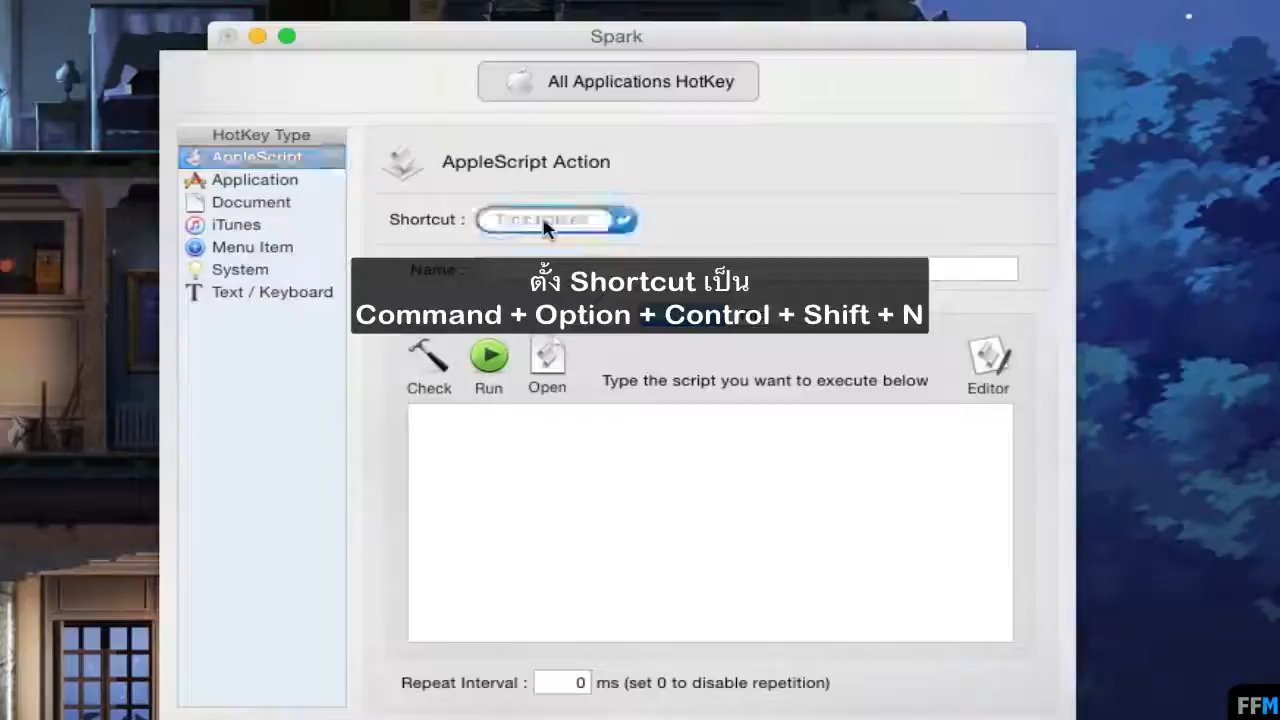 Spark
All Applications HotKey
HotKey Type
AppleScript
Application
Document
iTunes
Menu Item
System
Text / Keyboard
AppleScript Action
Shortcut :
Name :
ตั้ง Shortcut เป็น
Command + Option + Control + Shift + N
Check
Run
Open
Type the script you want to execute below
Editor
Repeat Interval : 0 ms (set 0 to disable repetition)
FFM